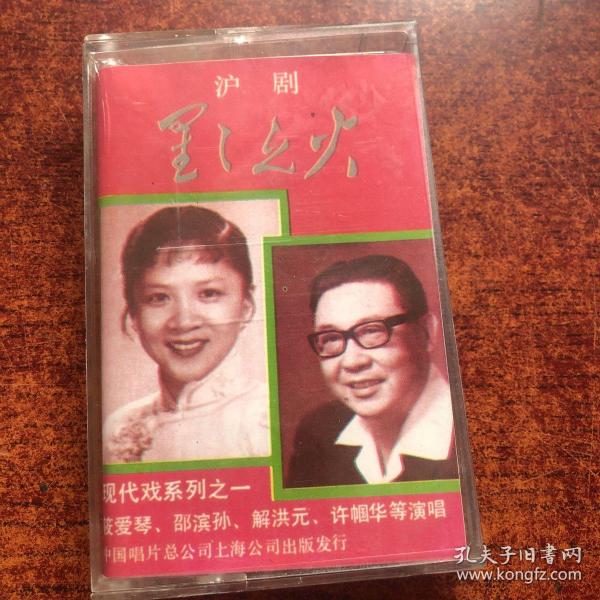 沪剧
星之火
现代戏系列之一
筱爱琴、邵滨孙、解洪元、许帼华等演唱
中国唱片总公司上海公司出版发行
孔夫子旧书网
www.kongfz.com